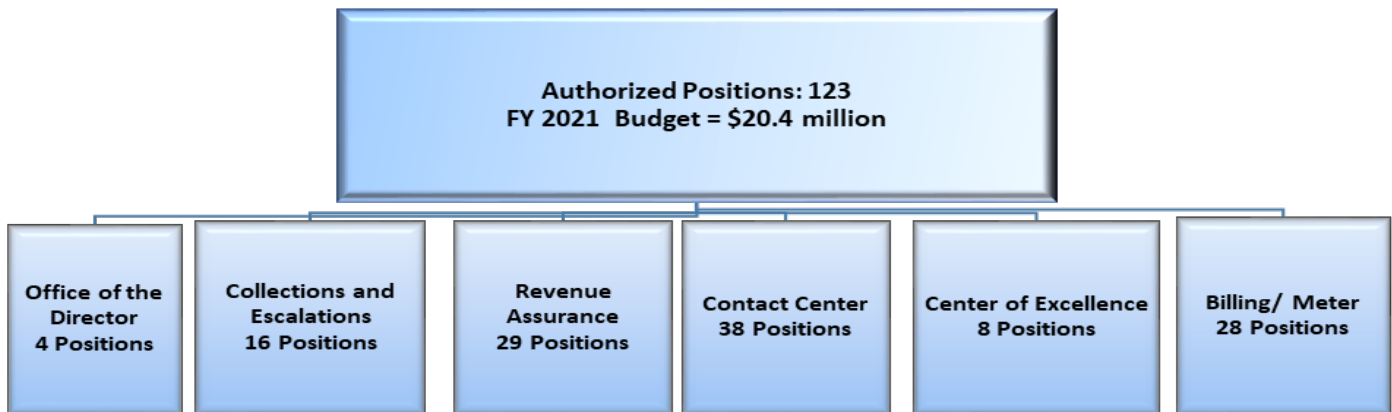 Authorized Positions: 123
FY 2021 Budget = $20.4 million
Office of the
Director
4 Positions
Collections and
Escalations
16 Positions
Revenue
Assurance
29 Positions
Contact Center
38 Positions
Center of Excellence
8 Positions
Billing/ Meter
28 Positions